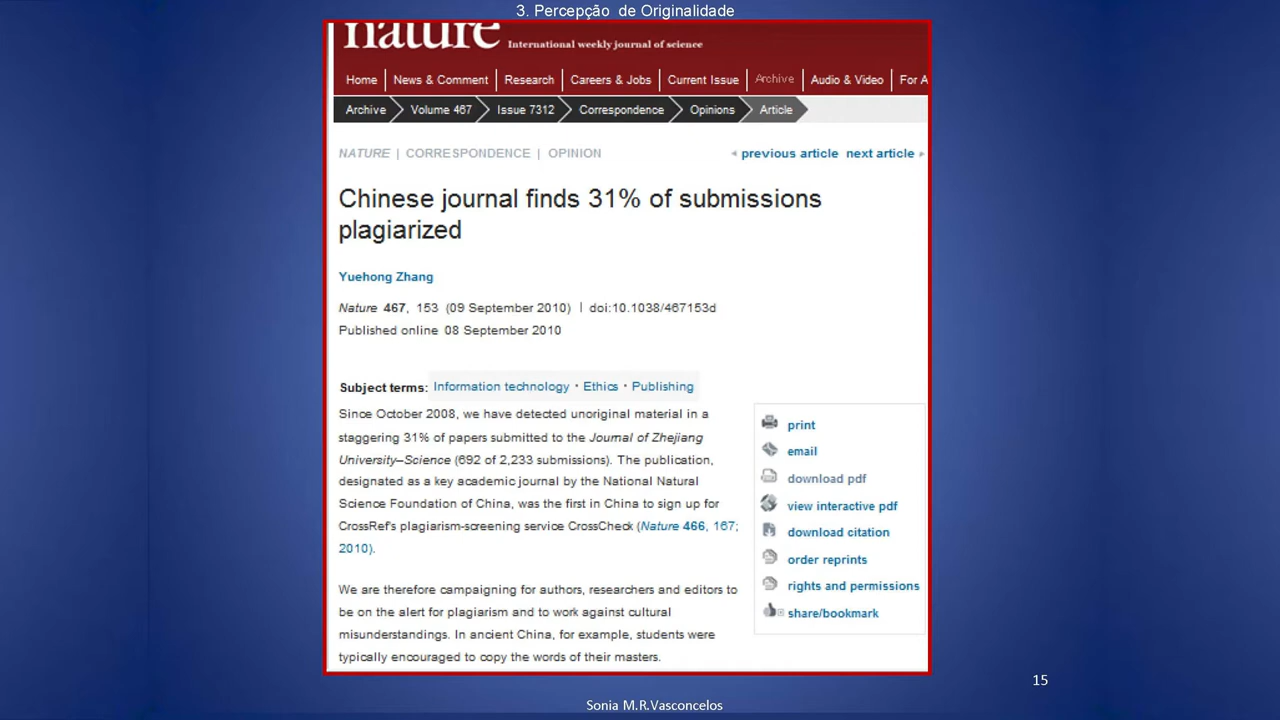 3. Percepção de Originalidade
nature International weekly journal of science
Home News & Comment Research Careers & Jobs Current Issue Archive Audio & Video For A
Archive Volume 467 Issue 7312 Correspondence Opinions Article
NATURE | CORRESPONDENCE | OPINION
previous article next article
Chinese journal finds 31% of submissions
plagiarized
Yuehong Zhang
Nature 467, 153 (09 September 2010) | doi:10.1038/467153d
Published online 08 September 2010
Subject terms: Information technology • Ethics • Publishing
Since October 2008, we have detected unoriginal material in a
staggering 31% of papers submitted to the Journal of Zhejiang
University–Science (692 of 2,233 submissions). The publication,
designated as a key academic journal by the National Natural
Science Foundation of China, was the first in China to sign up for
CrossRef's plagiarism-screening service CrossCheck (Nature 466, 167;
2010).
We are therefore campaigning for authors, researchers and editors to
be on the alert for plagiarism and to work against cultural
misunderstandings. In ancient China, for example, students were
typically encouraged to copy the words of their masters.
print
email
download pdf
view interactive pdf
download citation
order reprints
rights and permissions
share/bookmark
15
Sonia M.R.Vasconcelos